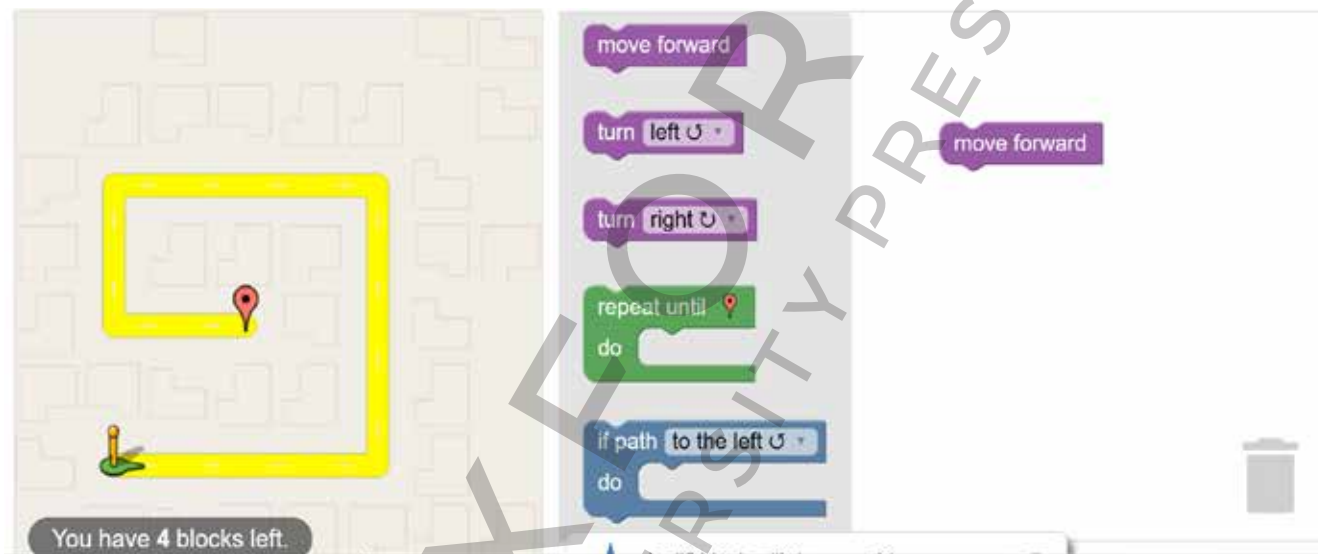 move forward
turn left ↺
turn right ↻
repeat until
do
if path to the left ↺
do
move forward
You have 4 blocks left.